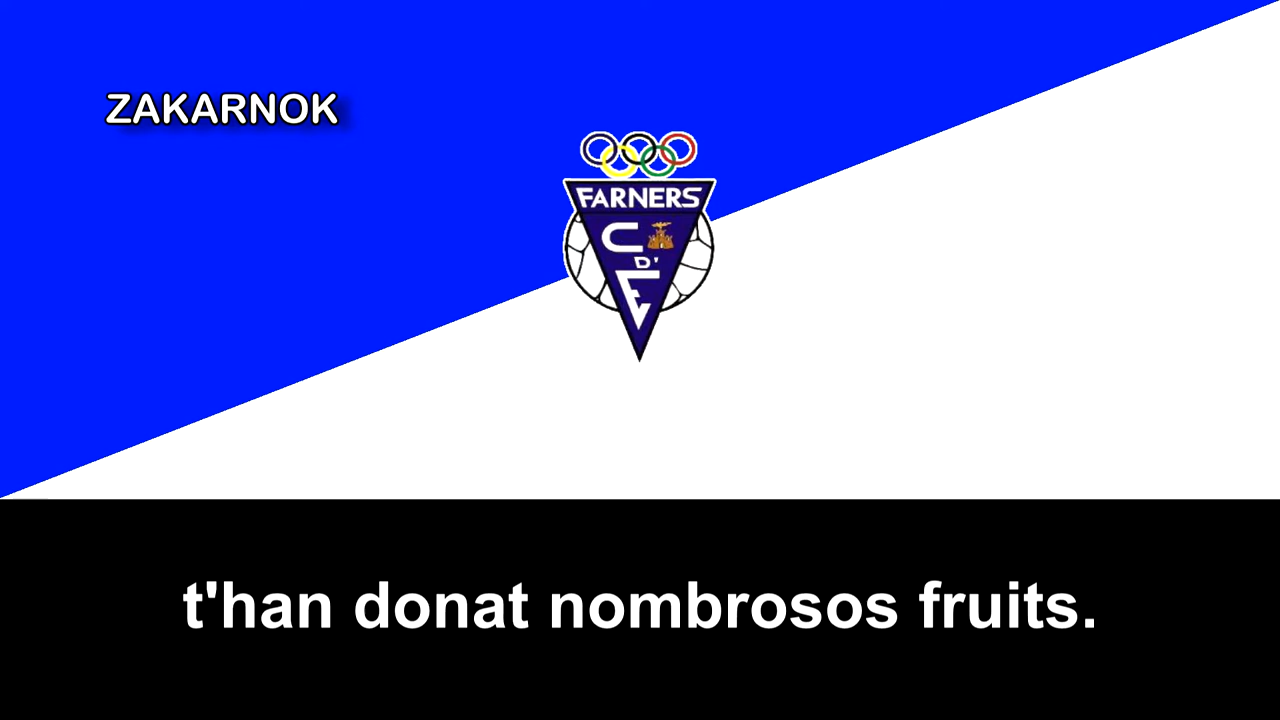 ZAKARNOK
FARNERS
C
D'
E
t'han donat nombrosos fruits.